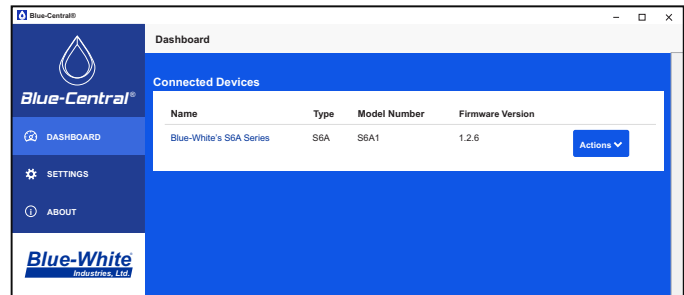 Blue-Central®
Dashboard
Blue-Central®
Connected Devices
Name Type Model Number Firmware Version
Blue-White's S6A Series S6A S6A1 1.2.6 Actions
DASHBOARD
SETTINGS
ABOUT
Blue-White
Industries, Ltd.